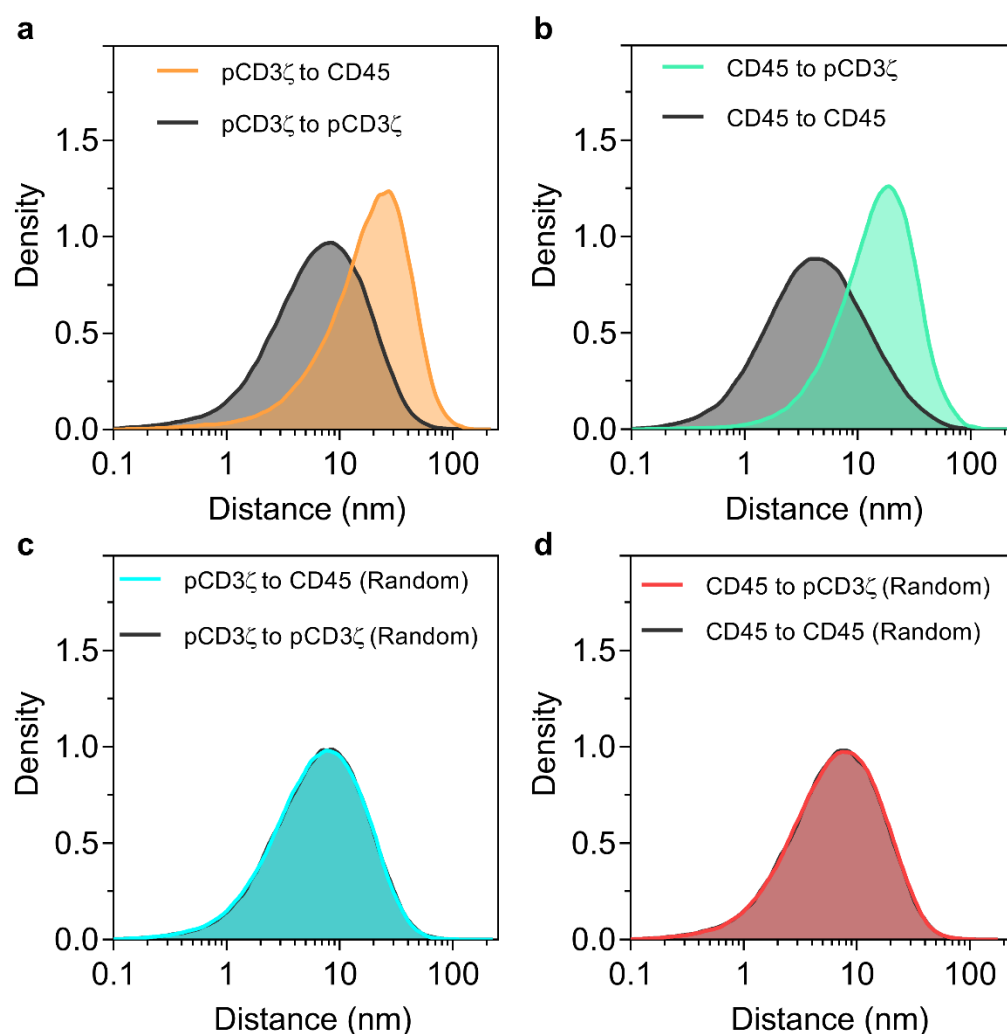 a
pCD3ζ to CD45
pCD3ζ to pCD3ζ
1.5
1.0
0.5
0.0
Density
0.1 1 10 100
Distance (nm)
b
CD45 to pCD3ζ
CD45 to CD45
1.5
1.0
0.5
0.0
Density
0.1 1 10 100
Distance (nm)
c
pCD3ζ to CD45 (Random)
pCD3ζ to pCD3ζ (Random)
1.5
1.0
0.5
0.0
Density
0.1 1 10 100
Distance (nm)
d
CD45 to pCD3ζ (Random)
CD45 to CD45 (Random)
1.5
1.0
0.5
0.0
Density
0.1 1 10 100
Distance (nm)